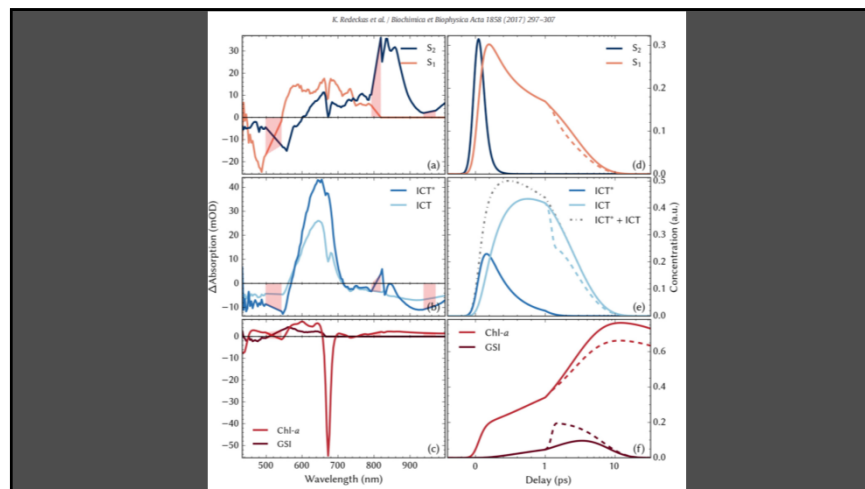 K. Redeckas et al. / Biochimica et Biophysica Acta 1858 (2017) 297–307
30
20
10
0
−10
−20
S₂
S₁
(a)
S₂
S₁
(d)
0.3
0.2
0.1
0.0
ΔAbsorption (mOD)
40
30
20
10
0
−10
ICT*
ICT
(b)
ICT*
ICT
ICT* + ICT
(e)
0.5
0.4
0.3
0.2
0.1
0.0
Concentration (a.u.)
0
−10
−20
−30
−40
−50
Chl-a
GSI
(c)
Chl-a
GSI
(f)
0.6
0.4
0.2
0.0
500 600 700 800 900
Wavelength (nm)
0 1 10
Delay (ps)